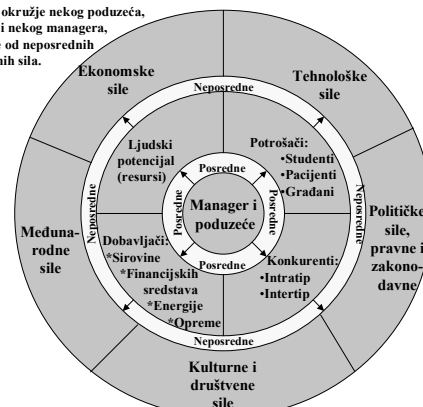 okružje nekog poduzeća,
i nekog managera,
e od neposrednih
nih sila.
Ekonomske
sile
Tehnološke
sile
Neposredne
Ljudski
potencijal
(resursi)
Potrošači:
•Studenti
•Pacijenti
•Građani
Posredne
Neposredne
Posredne
Manager i
poduzeće
Posredne
Neposredne
Međuna-
rodne
sile
Političke
sile,
pravne i
zakono-
davne
Dobavljači:
*Sirovine
*Financijskih
sredstava
*Energije
*Opreme
Posredne
Konkurenti:
•Intratip
•Intertip
Neposredne
Kulturne i
društvene
sile